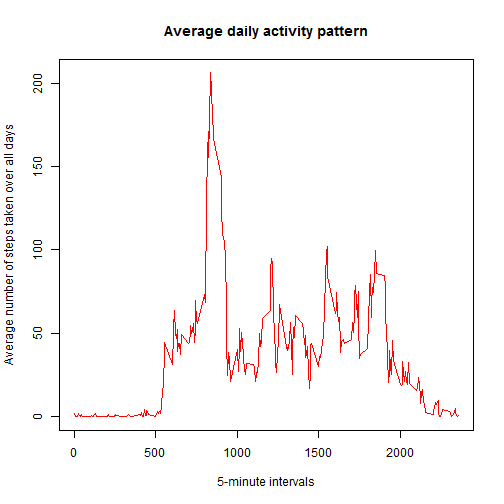 Average daily activity pattern
Average number of steps taken over all days
200
150
100
50
0
0 500 1000 1500 2000
5-minute intervals